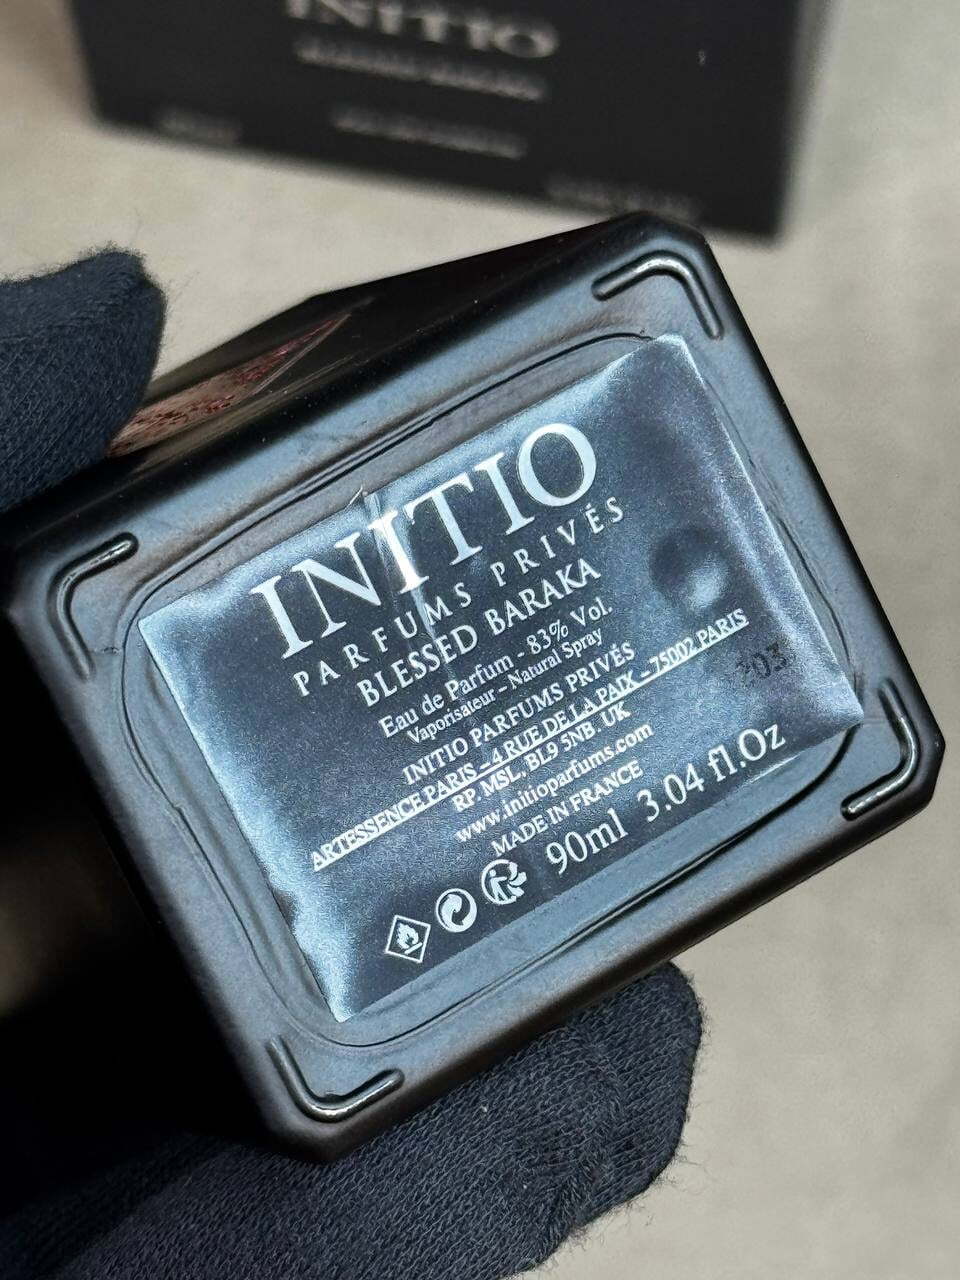 INITIO
INITIO
PARFUMS PRIVÉS
BLESSED BARAKA
Eau de Parfum - 83% Vol.
Vaporisateur - Natural Spray
INITIO PARFUMS PRIVÉS
ARTESSENCE PARIS - 4 RUE DE LA PAIX - 75002 PARIS
RP. MSL, BL9 5NB. UK
www.initioparfums.com
MADE IN FRANCE
90ml 3.04 fl.Oz